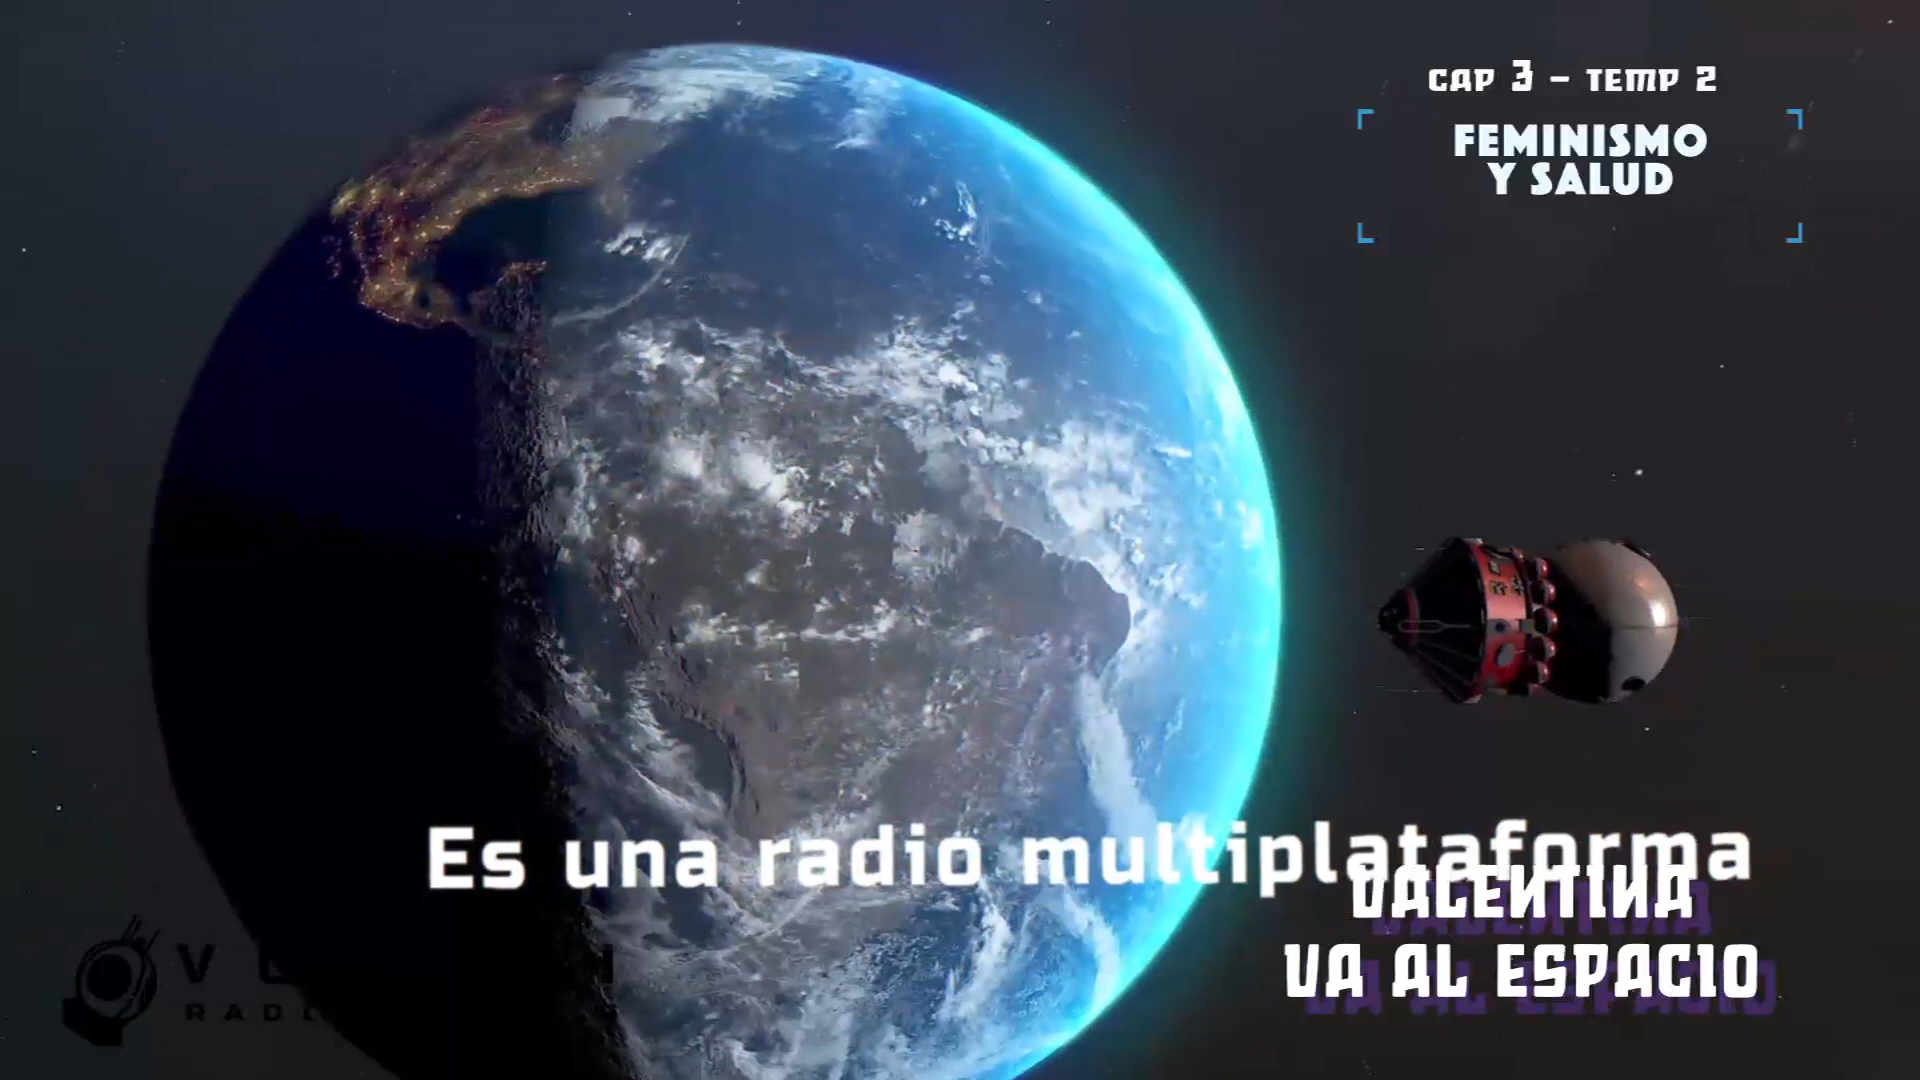 CAP 3 – TEMP 2
FEMINISMO
Y SALUD
Es una radio multiplataforma
VALENTINA
VA AL ESPACIO